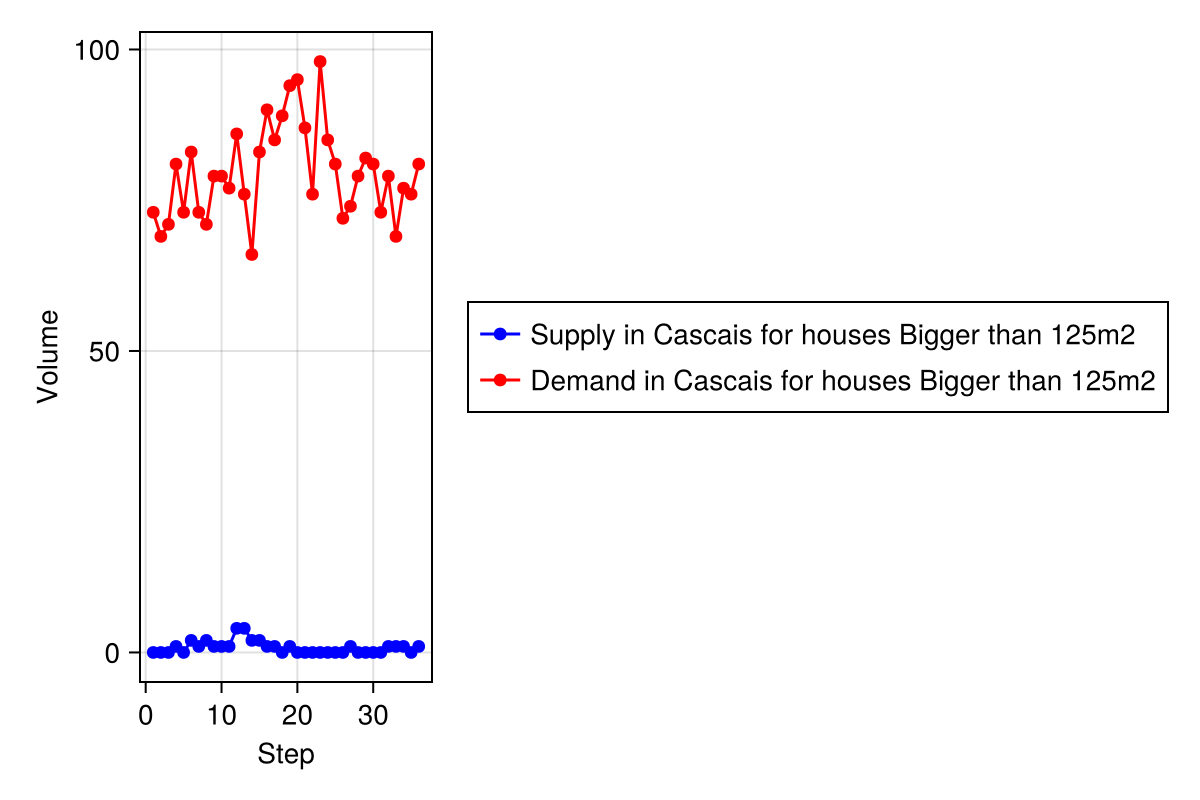 100
50
0
Volume
0 10 20 30
Step
Supply in Cascais for houses Bigger than 125m2
Demand in Cascais for houses Bigger than 125m2